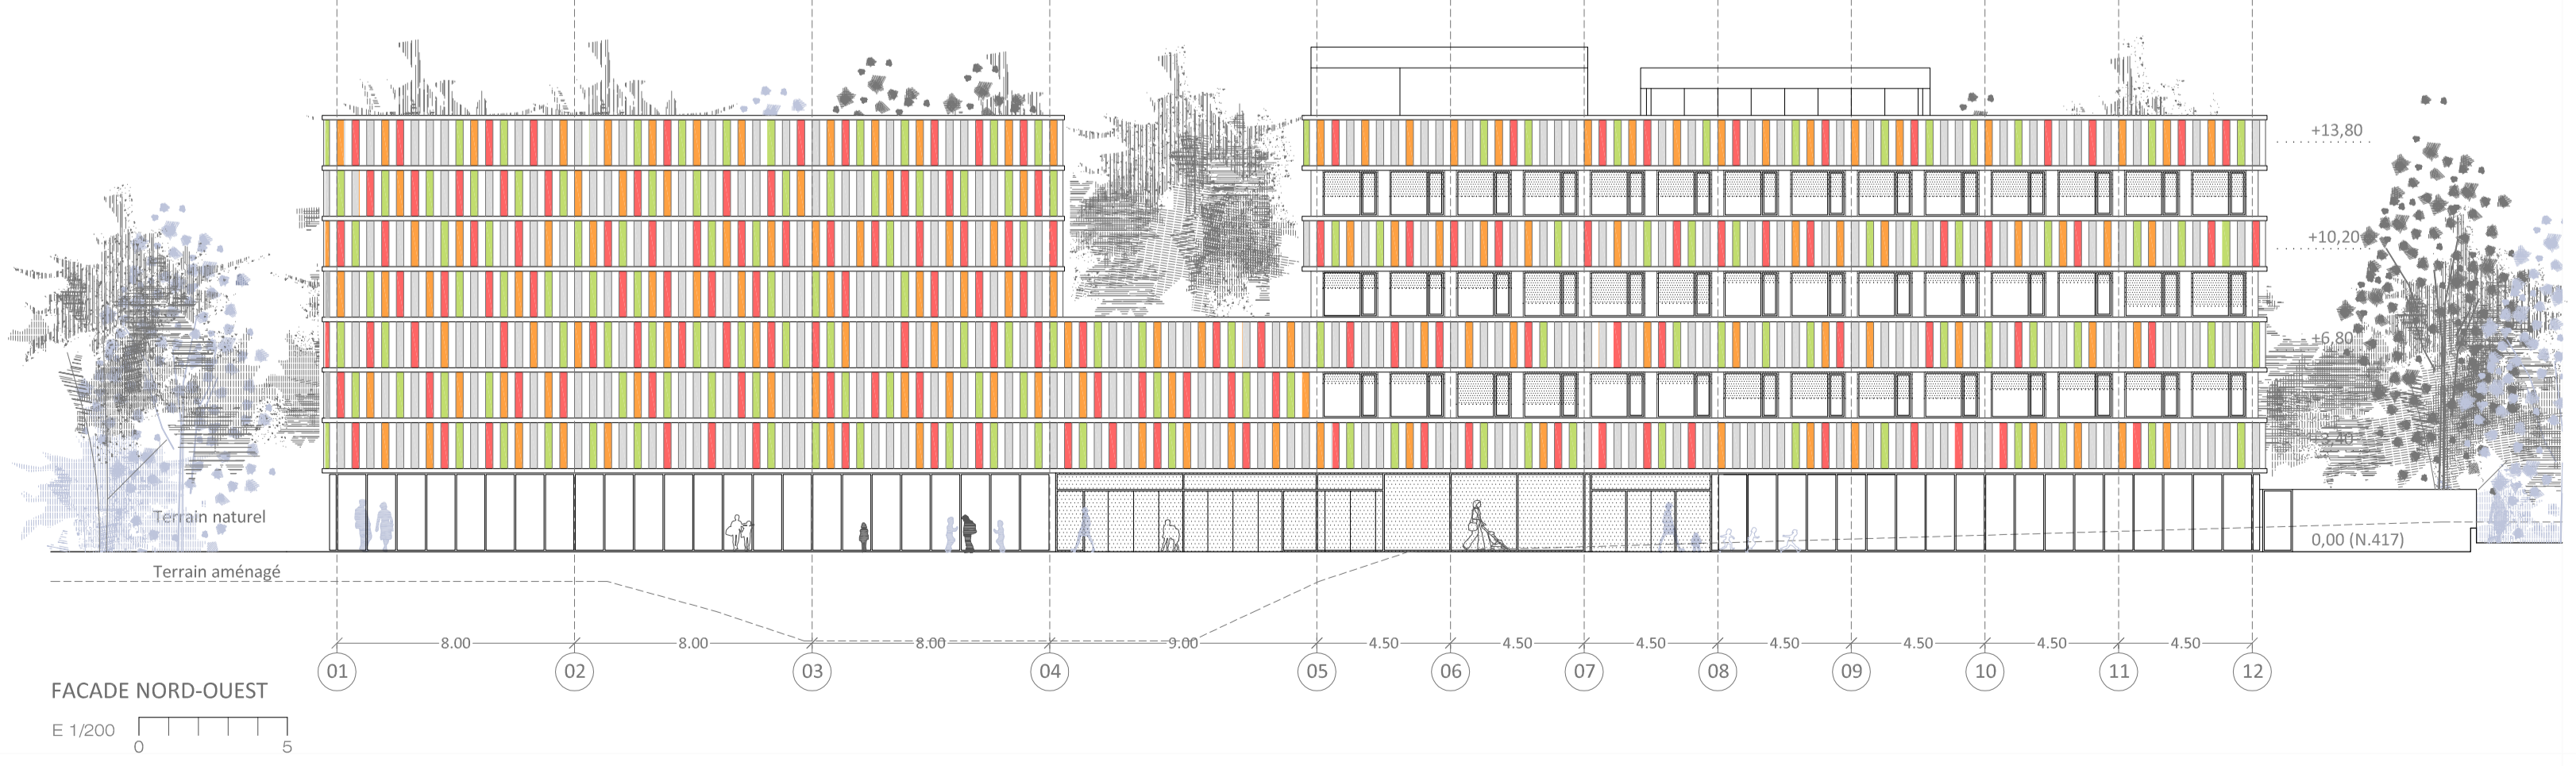 +13,80
+10,20
+6,80
+3,40
Terrain naturel
0,00 (N.417)
Terrain aménagé
8.00 8.00 8.00 9.00 4.50 4.50 4.50 4.50 4.50 4.50 4.50
01 02 03 04 05 06 07 08 09 10 11 12
FACADE NORD-OUEST
E 1/200
0 5